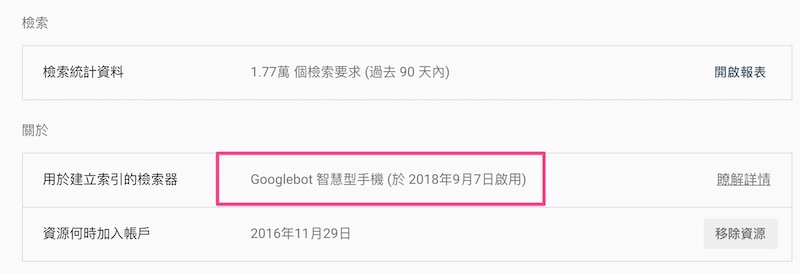 檢索
檢索統計資料 1.77萬 個檢索要求 (過去 90 天內) 開啟報表
關於
用於建立索引的檢索器 Googlebot 智慧型手機 (於 2018年9月7日啟用) 瞭解詳情
資源何時加入帳戶 2016年11月29日 移除資源